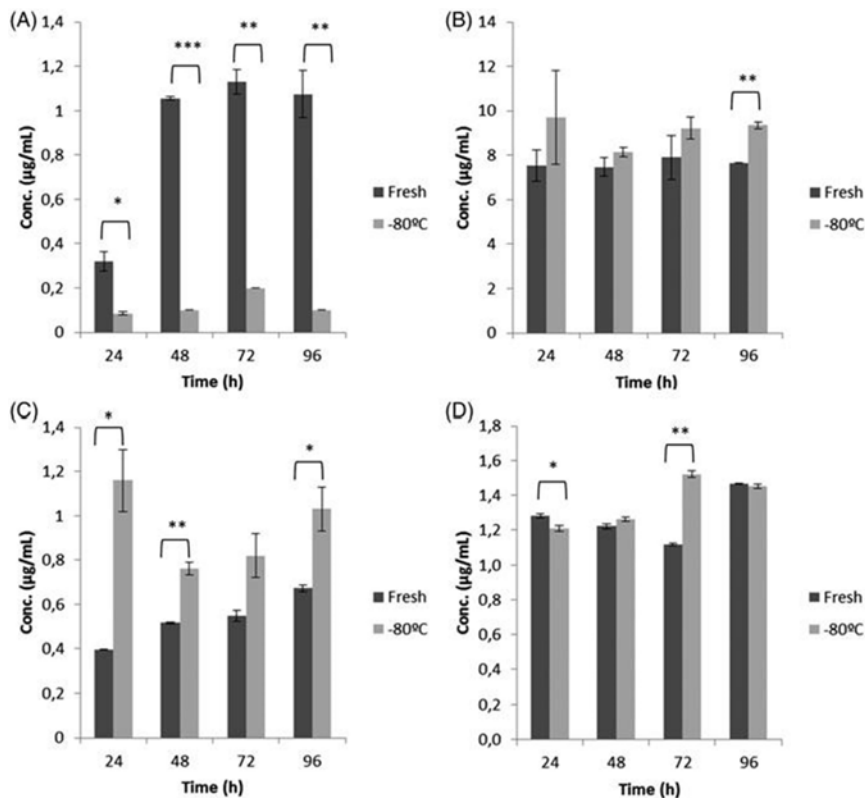 (A)
1,4
1,2
1
0,8
0,6
0,4
0,2
0
Conc. (µg/mL)
*
***
**
**
24 48 72 96
Time (h)
Fresh
-80ºC
(B)
14
12
10
8
6
4
2
0
Conc. (µg/mL)
**
24 48 72 96
Time (h)
Fresh
-80ºC
(C)
1,4
1,2
1
0,8
0,6
0,4
0,2
0
Conc. (µg/mL)
*
**
*
24 48 72 96
Time (h)
Fresh
-80ºC
(D)
1,8
1,6
1,4
1,2
1,0
0,8
0,6
0,4
0,2
0,0
Conc. (µg/mL)
*
**
24 48 72 96
Time (h)
Fresh
-80ºC